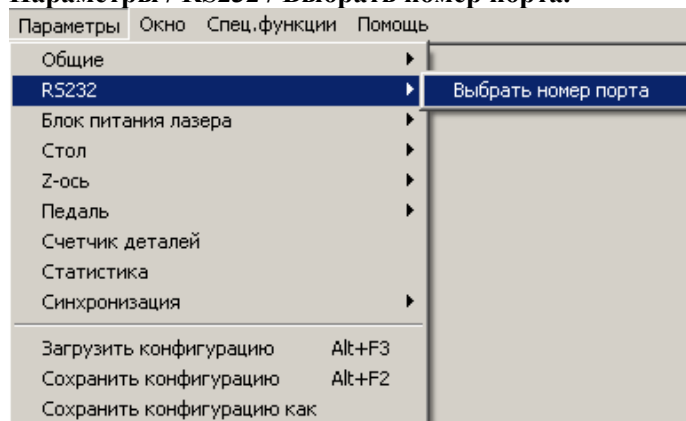 Параметры / RS232 / Выбрать номер порта.
Параметры Окно Спец.функции Помощь
Общие
RS232
Выбрать номер порта
Блок питания лазера
Стол
Z-ось
Педаль
Счетчик деталей
Статистика
Синхронизация
Загрузить конфигурацию Alt+F3
Сохранить конфигурацию Alt+F2
Сохранить конфигурацию как